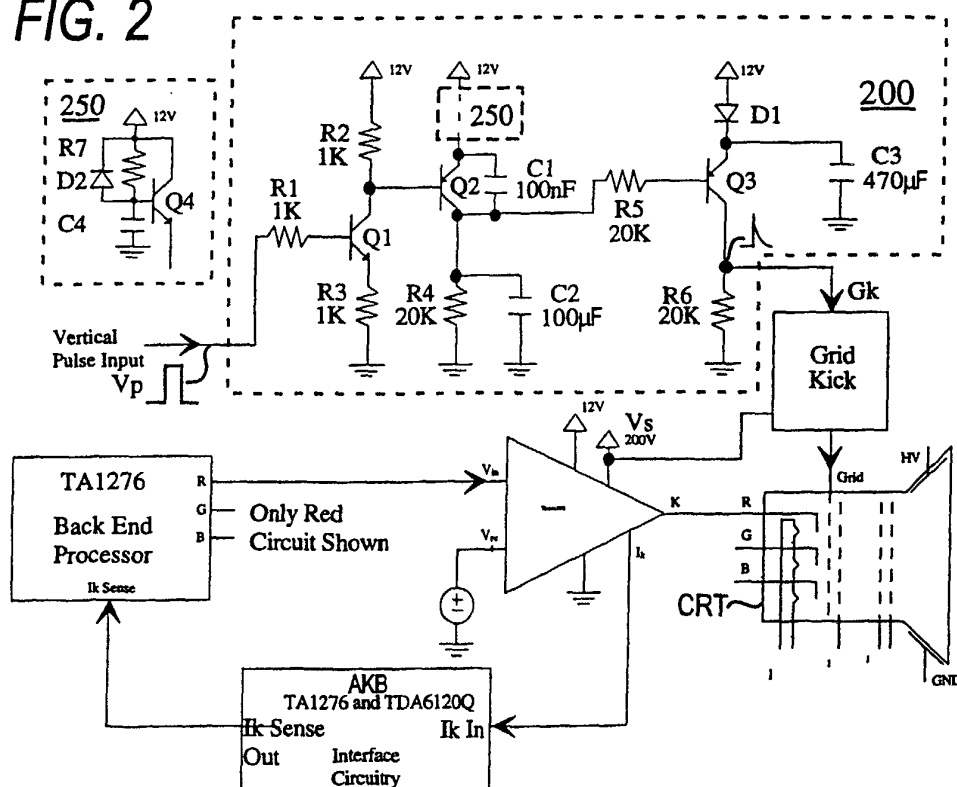 FIG. 2
250
12V
R7
D2
C4
Q4
12V
R2
1K
R1
1K
Q1
R3
1K
12V
250
Q2
C1
100nF
R4
20K
C2
100µF
R5
20K
12V
D1
Q3
200
C3
470µF
R6
20K
Gk
Vertical
Pulse Input
Vp
Grid
Kick
TA1276
Back End
Processor
R
G
B
Ik Sense
Only Red
Circuit Shown
Vin
12V
Vs
200V
K
Ik
Grid
HV
R
G
B
CRT
GND
AKB
TA1276 and TDA6120Q
Ik Sense
Out
Ik In
Interface
Circuitry